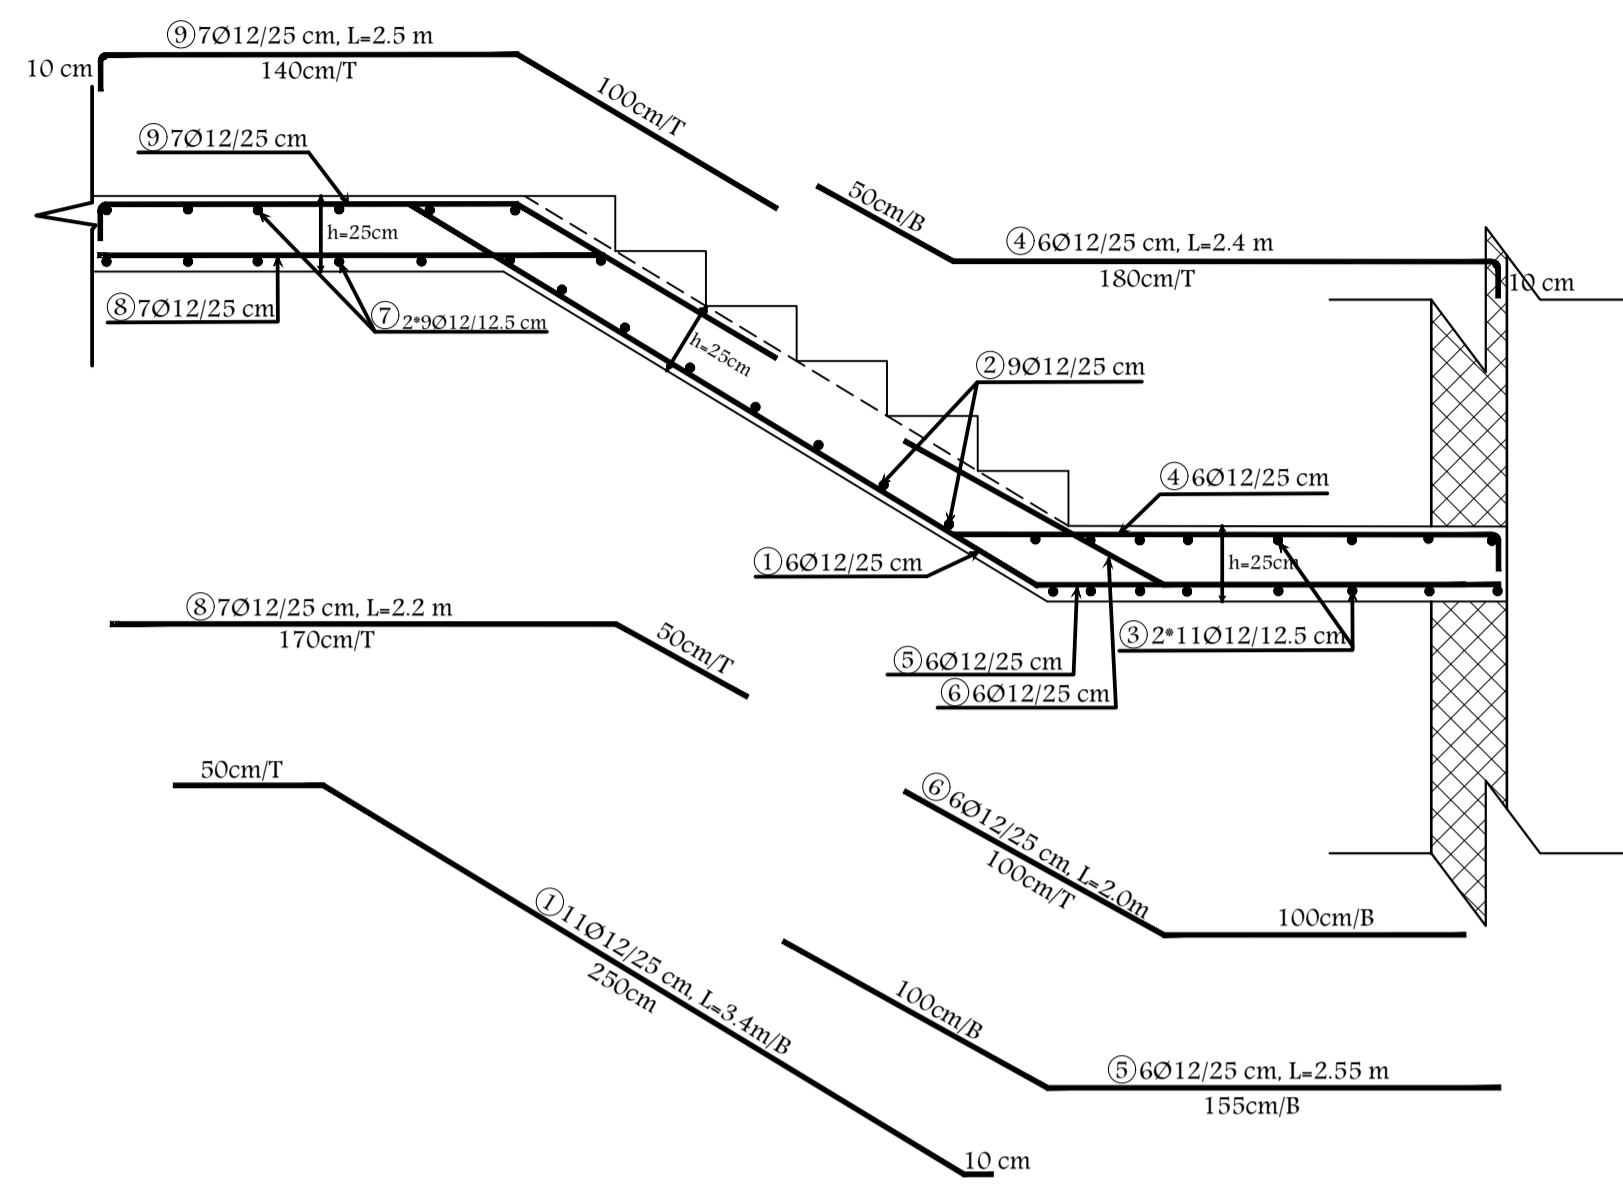 ⑨7Ø12/25 cm, L=2.5 m
10 cm
140cm/T
100cm/T
⑨7Ø12/25 cm
50cm/B
④6Ø12/25 cm, L=2.4 m
180cm/T
10 cm
h=25cm
⑧7Ø12/25 cm
⑦2*9Ø12/12.5 cm
h=25cm
②9Ø12/25 cm
④6Ø12/25 cm
①6Ø12/25 cm
h=25cm
③2*11Ø12/12.5 cm
⑤6Ø12/25 cm
⑥6Ø12/25 cm
⑧7Ø12/25 cm, L=2.2 m
170cm/T
50cm/T
50cm/T
①11Ø12/25 cm, L=3.4m/B
250cm
10 cm
⑥6Ø12/25 cm, L=2.0m
100cm/T
100cm/B
100cm/B
⑤6Ø12/25 cm, L=2.55 m
155cm/B